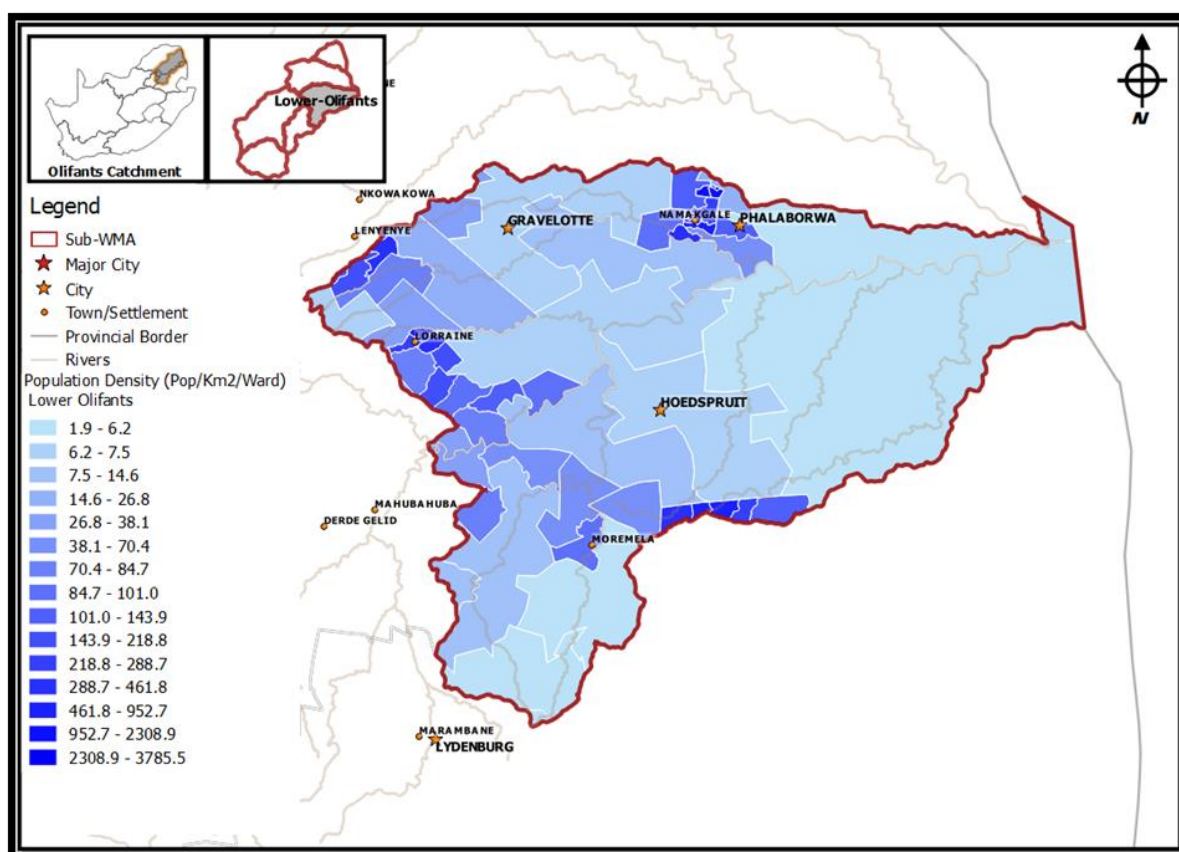 Olifants Catchment
NE
Lower-Olifants
N
Legend
Sub-WMA
Major City
City
Town/Settlement
Provincial Border
Rivers
Population Density (Pop/Km2/Ward)
Lower Olifants
1.9 - 6.2
6.2 - 7.5
7.5 - 14.6
14.6 - 26.8
26.8 - 38.1
38.1 - 70.4
70.4 - 84.7
84.7 - 101.0
101.0 - 143.9
143.9 - 218.8
218.8 - 288.7
288.7 - 461.8
461.8 - 952.7
952.7 - 2308.9
2308.9 - 3785.5
NKOWAKOWA
LENYENYE
GRAVELOTTE
NAMAKGALE
PHALABORWA
LORRAINE
HOEDSPRUIT
MAHUBAHUBA
DERDE GELID
MOREMELA
MARAMBANE
LYDENBURG